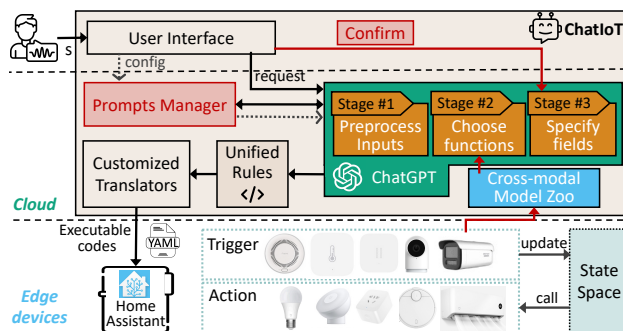 ChatIoT
Confirm
User Interface
s
config
request
Prompts Manager
Stage #1
Preprocess
Inputs
Stage #2
Choose
functions
Stage #3
Specify
fields
ChatGPT
Customized
Translators
Unified
Rules
</>
Cross-modal
Model Zoo
Cloud
Executable
codes
YAML
Trigger
update
State
Space
Action
call
Edge
devices
Home
Assistant